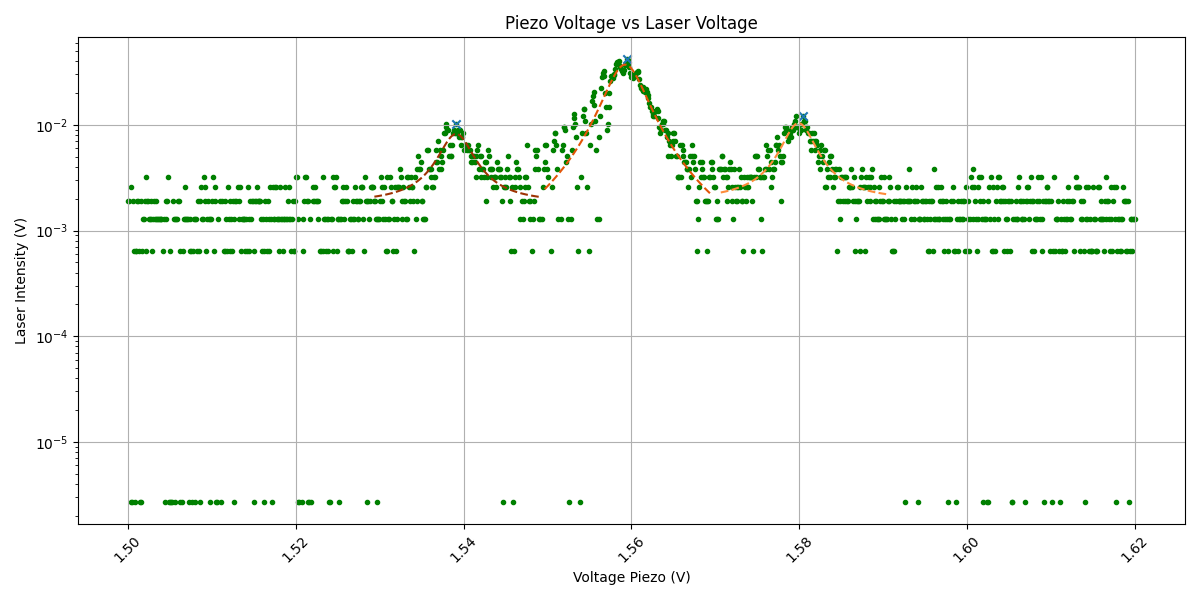 Piezo Voltage vs Laser Voltage
Laser Intensity (V)
10⁻²
10⁻³
10⁻⁴
10⁻⁵
1.50 1.52 1.54 1.56 1.58 1.60 1.62
Voltage Piezo (V)